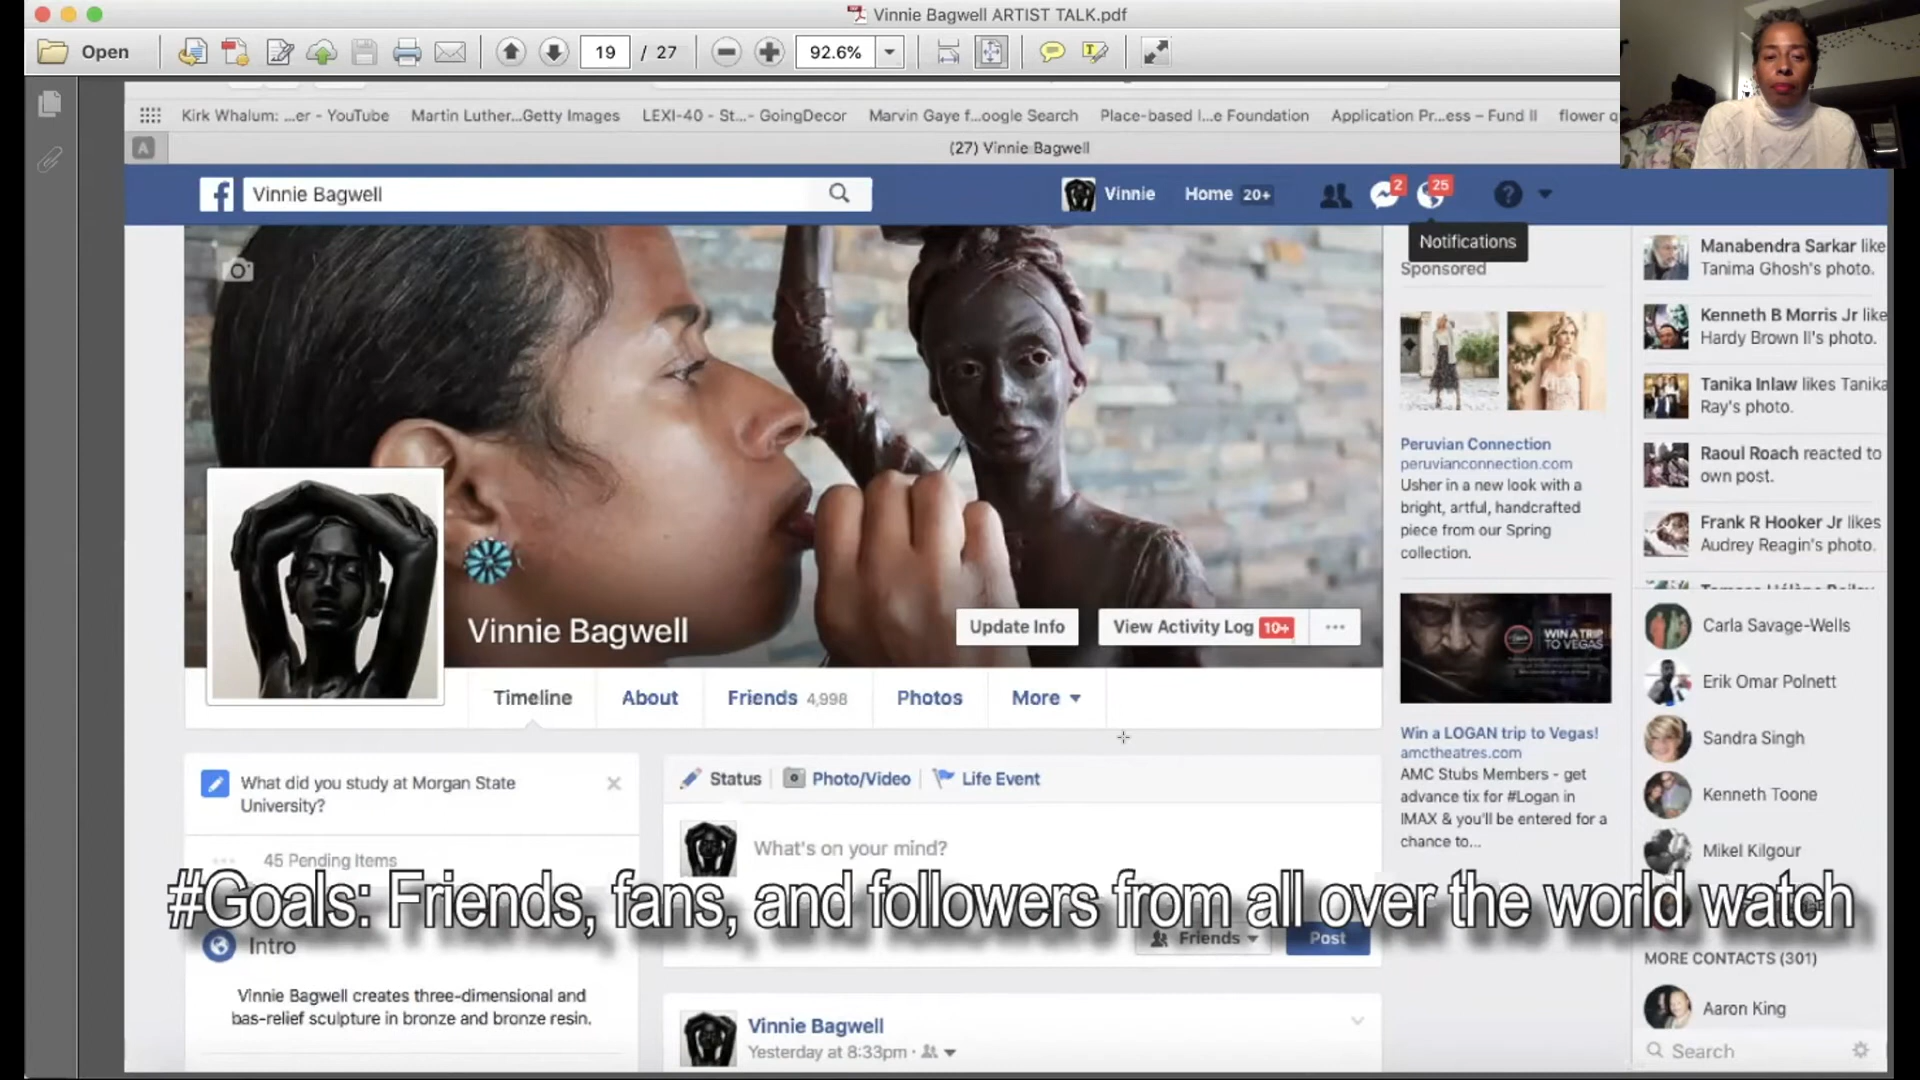 Vinnie Bagwell ARTIST TALK.pdf
Open
19 / 27
92.6%
Kirk Whalum: ...er - YouTube
Martin Luther...Getty Images
LEXI-40 - St...- GoingDecor
Marvin Gaye f...oogle Search
Place-based I...e Foundation
Application Pr...ess – Fund II
flower
A
(27) Vinnie Bagwell
Vinnie Bagwell
Vinnie
Home 20+
2
25
Notifications
Vinnie Bagwell
Update Info
View Activity Log 10+
Timeline
About
Friends 4,998
Photos
More
What did you study at Morgan State
University?
45 Pending Items
Intro
Vinnie Bagwell creates three-dimensional and
bas-relief sculpture in bronze and bronze resin.
Status
Photo/Video
Life Event
What's on your mind?
Friends
Post
Vinnie Bagwell
Yesterday at 8:33pm ·
#Goals: Friends, fans, and followers from all over the world watch
Sponsored
Peruvian Connection
peruvianconnection.com
Usher in a new look with a
bright, artful, handcrafted
piece from our Spring
collection.
WIN A TRIP
TO VEGAS
Win a LOGAN trip to Vegas!
amctheatres.com
AMC Stubs Members - get
advance tix for #Logan in
IMAX & you'll be entered for a
chance to...
Manabendra Sarkar like
Tanima Ghosh's photo.
Kenneth B Morris Jr like
Hardy Brown II's photo.
Tanika Inlaw likes Tanika
Ray's photo.
Raoul Roach reacted to
own post.
Frank R Hooker Jr likes
Audrey Reagin's photo.
Carla Savage-Wells
Erik Omar Polnett
Sandra Singh
Kenneth Toone
Mikel Kilgour
MORE CONTACTS (301)
Aaron King
Search